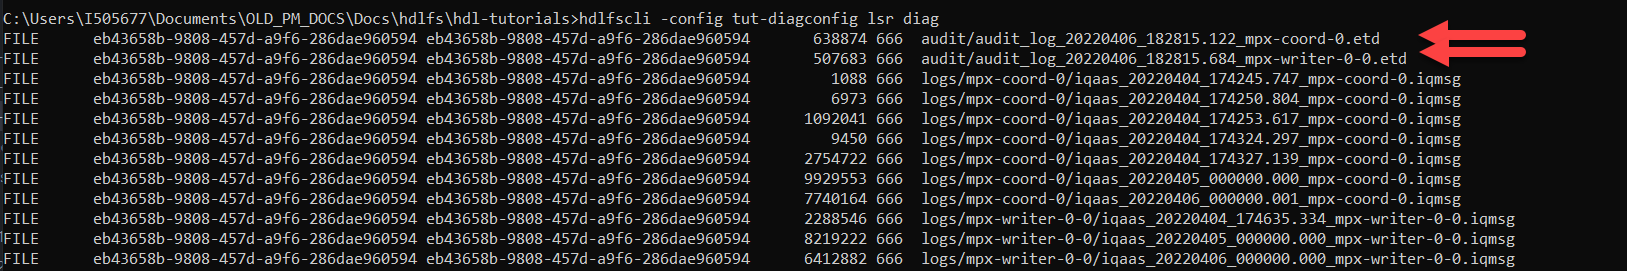 C:\Users\I505677\Documents\OLD_PM_DOCS\Docs\hdlfs\hdl-tutorials>hdlfscli -config tut-diagconfig lsr diag
FILE      eb43658b-9808-457d-a9f6-286dae960594 eb43658b-9808-457d-a9f6-286dae960594       638874 666  audit/audit_log_20220406_182815.122_mpx-coord-0.etd
FILE      eb43658b-9808-457d-a9f6-286dae960594 eb43658b-9808-457d-a9f6-286dae960594       507683 666  audit/audit_log_20220406_182815.684_mpx-writer-0-0.etd
FILE      eb43658b-9808-457d-a9f6-286dae960594 eb43658b-9808-457d-a9f6-286dae960594         1088 666  logs/mpx-coord-0/iqaas_20220404_174245.747_mpx-coord-0.iqmsg
FILE      eb43658b-9808-457d-a9f6-286dae960594 eb43658b-9808-457d-a9f6-286dae960594         6973 666  logs/mpx-coord-0/iqaas_20220404_174250.804_mpx-coord-0.iqmsg
FILE      eb43658b-9808-457d-a9f6-286dae960594 eb43658b-9808-457d-a9f6-286dae960594      1092041 666  logs/mpx-coord-0/iqaas_20220404_174253.617_mpx-coord-0.iqmsg
FILE      eb43658b-9808-457d-a9f6-286dae960594 eb43658b-9808-457d-a9f6-286dae960594         9450 666  logs/mpx-coord-0/iqaas_20220404_174324.297_mpx-coord-0.iqmsg
FILE      eb43658b-9808-457d-a9f6-286dae960594 eb43658b-9808-457d-a9f6-286dae960594      2754722 666  logs/mpx-coord-0/iqaas_20220404_174327.139_mpx-coord-0.iqmsg
FILE      eb43658b-9808-457d-a9f6-286dae960594 eb43658b-9808-457d-a9f6-286dae960594      9929553 666  logs/mpx-coord-0/iqaas_20220405_000000.000_mpx-coord-0.iqmsg
FILE      eb43658b-9808-457d-a9f6-286dae960594 eb43658b-9808-457d-a9f6-286dae960594      7740164 666  logs/mpx-coord-0/iqaas_20220406_000000.001_mpx-coord-0.iqmsg
FILE      eb43658b-9808-457d-a9f6-286dae960594 eb43658b-9808-457d-a9f6-286dae960594      2288546 666  logs/mpx-writer-0-0/iqaas_20220404_174635.334_mpx-writer-0-0.iqmsg
FILE      eb43658b-9808-457d-a9f6-286dae960594 eb43658b-9808-457d-a9f6-286dae960594      8219222 666  logs/mpx-writer-0-0/iqaas_20220405_000000.000_mpx-writer-0-0.iqmsg
FILE      eb43658b-9808-457d-a9f6-286dae960594 eb43658b-9808-457d-a9f6-286dae960594      6412882 666  logs/mpx-writer-0-0/iqaas_20220406_000000.000_mpx-writer-0-0.iqmsg